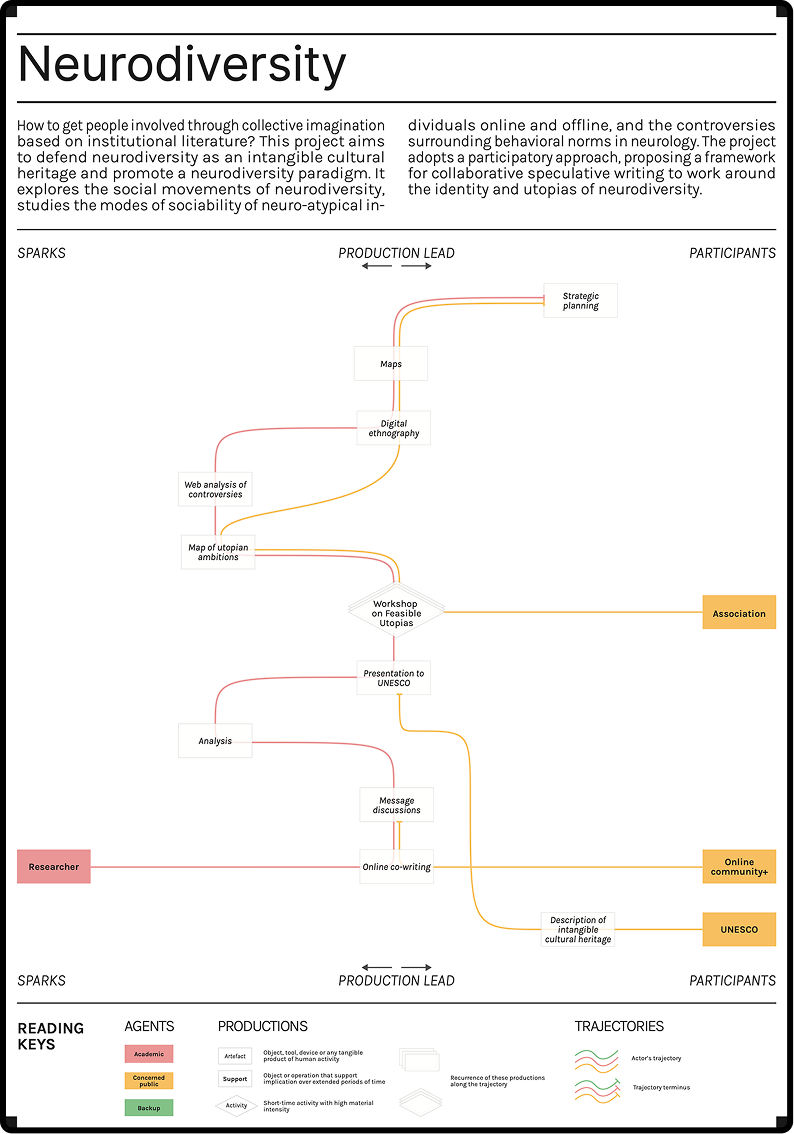 Neurodiversity
How to get people involved through collective imagination
based on institutional literature? This project aims
to defend neurodiversity as an intangible cultural
heritage and promote a neurodiversity paradigm. It
explores the social movements of neurodiversity,
studies the modes of sociability of neuro-atypical in-
dividuals online and offline, and the controversies
surrounding behavioral norms in neurology. The project
adopts a participatory approach, proposing a framework
for collaborative speculative writing to work around
the identity and utopias of neurodiversity.
SPARKS
PRODUCTION LEAD
PARTICIPANTS
Strategic
planning
Maps
Digital
ethnography
Web analysis of
controversies
Map of utopian
ambitions
Workshop
on Feasible
Utopias
Association
Presentation to
UNESCO
Analysis
Message
discussions
Researcher
Online co-writing
Online
community+
Description of
intangible
cultural heritage
UNESCO
SPARKS
PRODUCTION LEAD
PARTICIPANTS
READING
KEYS
AGENTS
Academic
Concerned
public
Backup
PRODUCTIONS
Artefact
Object, tool, device or any tangible
product of human activity
Support
Object or operation that support
implication over extended periods of time
Activity
Short-time activity with high material
intensity
Recurrence of these productions
along the trajectory
TRAJECTORIES
Actor's trajectory
Trajectory terminus